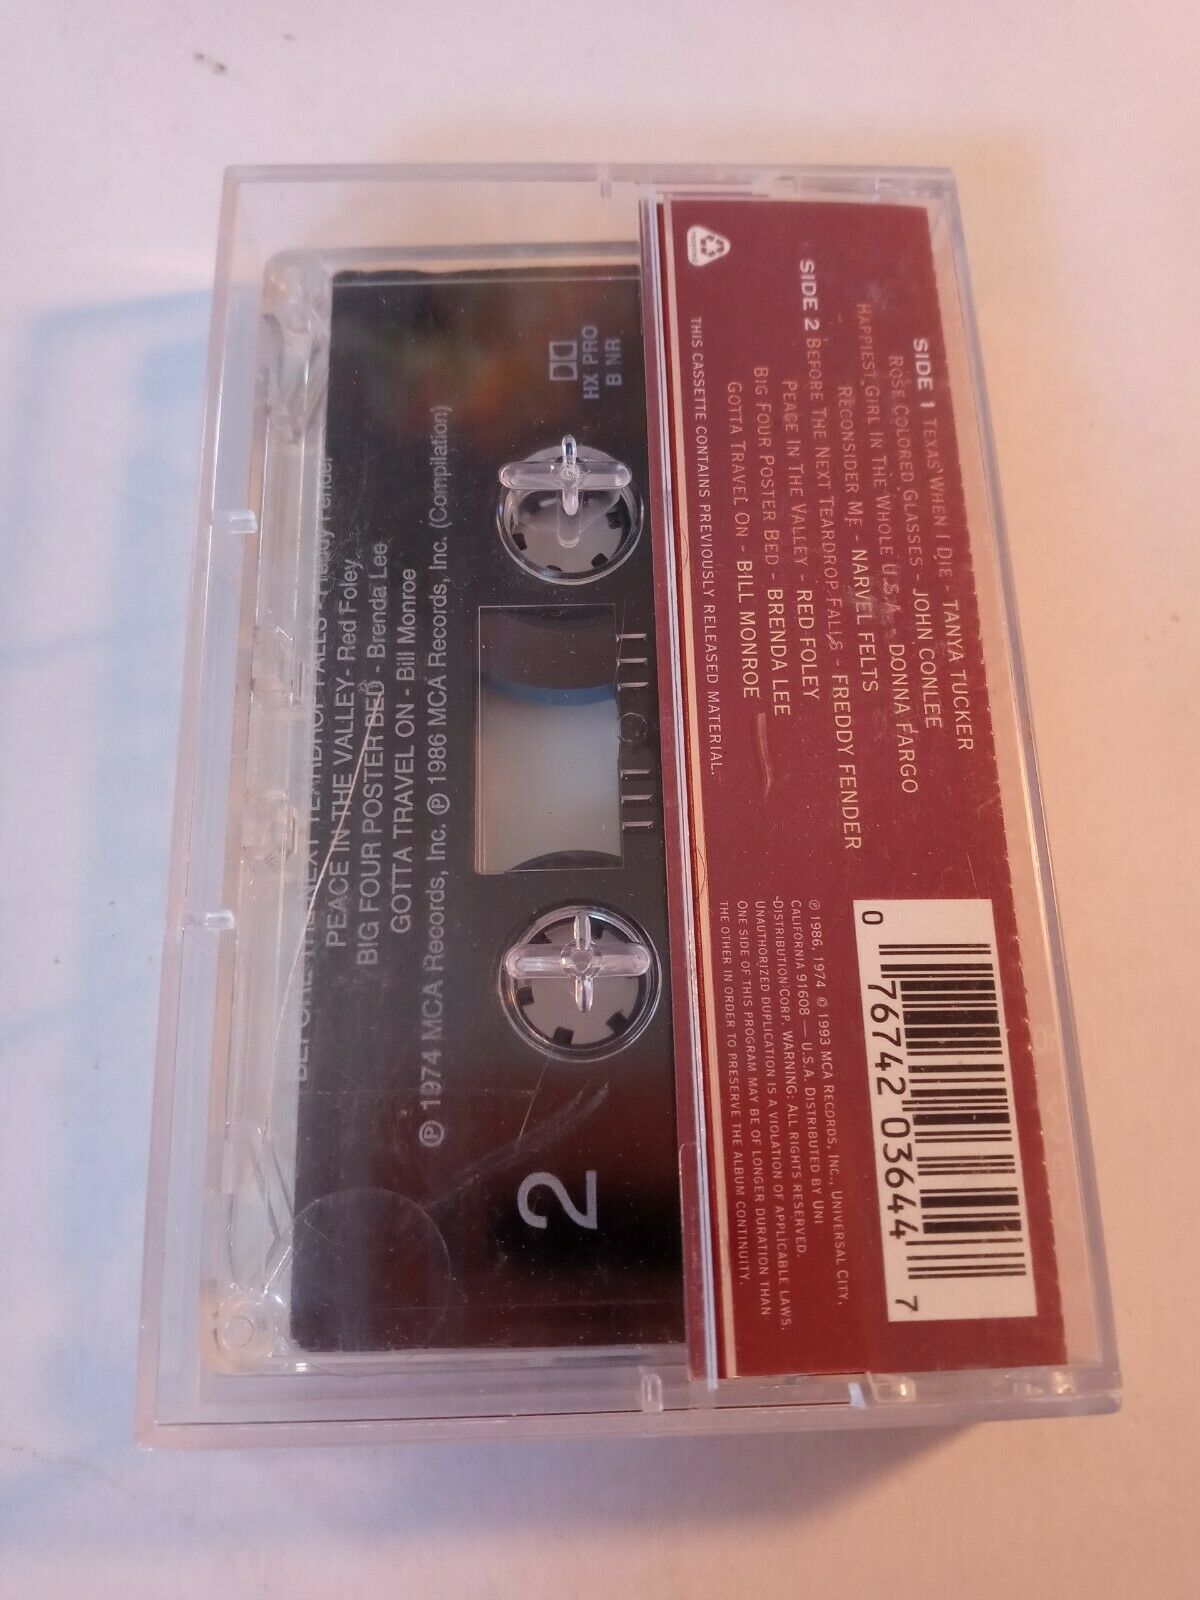 SIDE 1 TEXAS WHEN I DIE - TANYA TUCKER
ROSE COLORED GLASSES - JOHN CONLEE
HAPPIEST GIRL IN THE WHOLE U.S.A. - DONNA FARGO
RECONSIDER ME - NARVEL FELTS
SIDE 2 BEFORE THE NEXT TEARDROP FALLS - FREDDY FENDER
PEACE IN THE VALLEY - RED FOLEY
BIG FOUR POSTER BED - BRENDA LEE
GOTTA TRAVEL ON - BILL MONROE
THIS CASSETTE CONTAINS PREVIOUSLY RELEASED MATERIAL.
0 76742 03644 7
℗ 1986, 1974 © 1993 MCA RECORDS, INC., UNIVERSAL CITY,
CALIFORNIA 91608 — U.S.A. DISTRIBUTED BY UNI
DISTRIBUTION CORP. WARNING: ALL RIGHTS RESERVED.
UNAUTHORIZED DUPLICATION IS A VIOLATION OF APPLICABLE LAWS.
ONE SIDE OF THIS PROGRAM MAY BE OF LONGER DURATION THAN
THE OTHER IN ORDER TO PRESERVE THE ALBUM CONTINUITY.
BEFORE THE NEXT TEARDROP FALLS - Freddy Fender
PEACE IN THE VALLEY - Red Foley
BIG FOUR POSTER BED - Brenda Lee
GOTTA TRAVEL ON - Bill Monroe
℗ 1974 MCA Records, Inc. ℗ 1986 MCA Records, Inc. (Compilation)
2
HX PRO
B NR